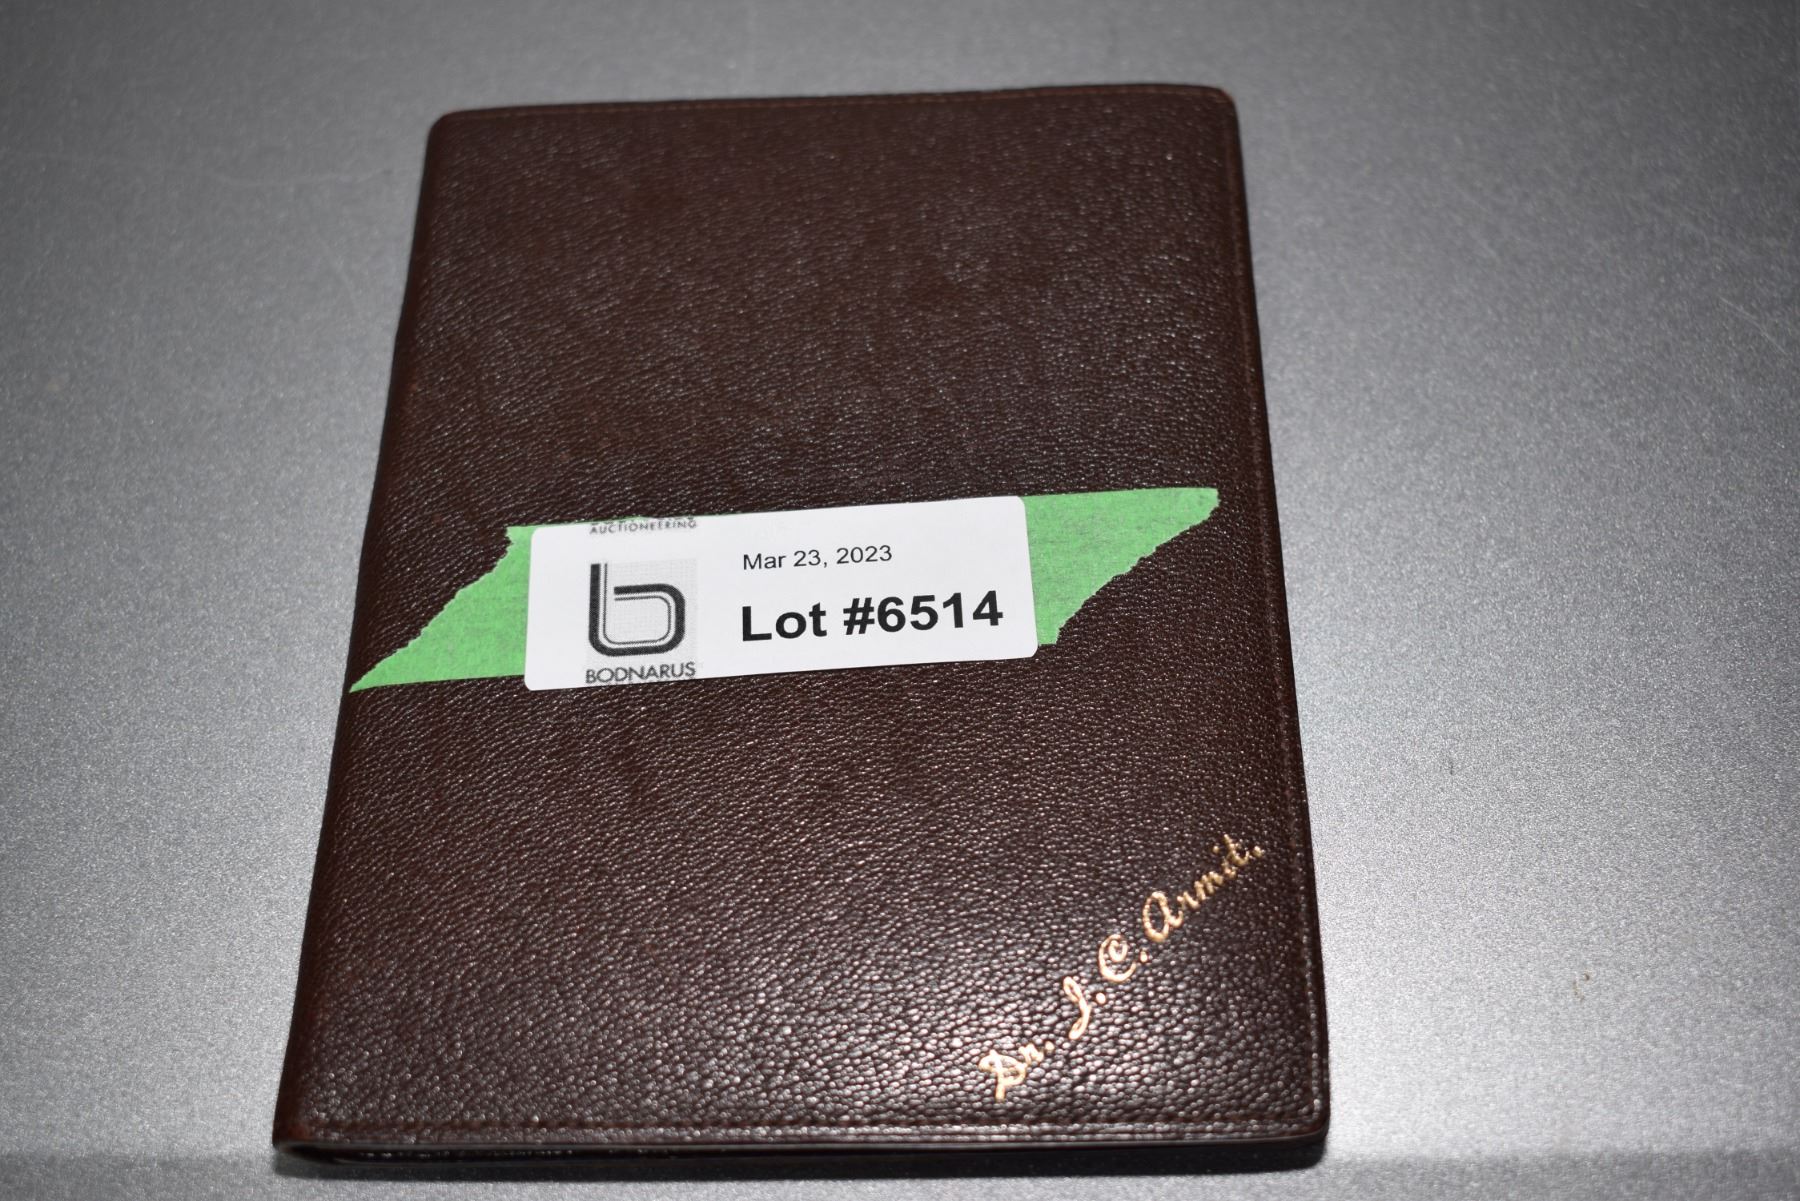 AUCTIONEERING
Mar 23, 2023
Lot #6514
BODNARUS
Dr. J. C. Armit.